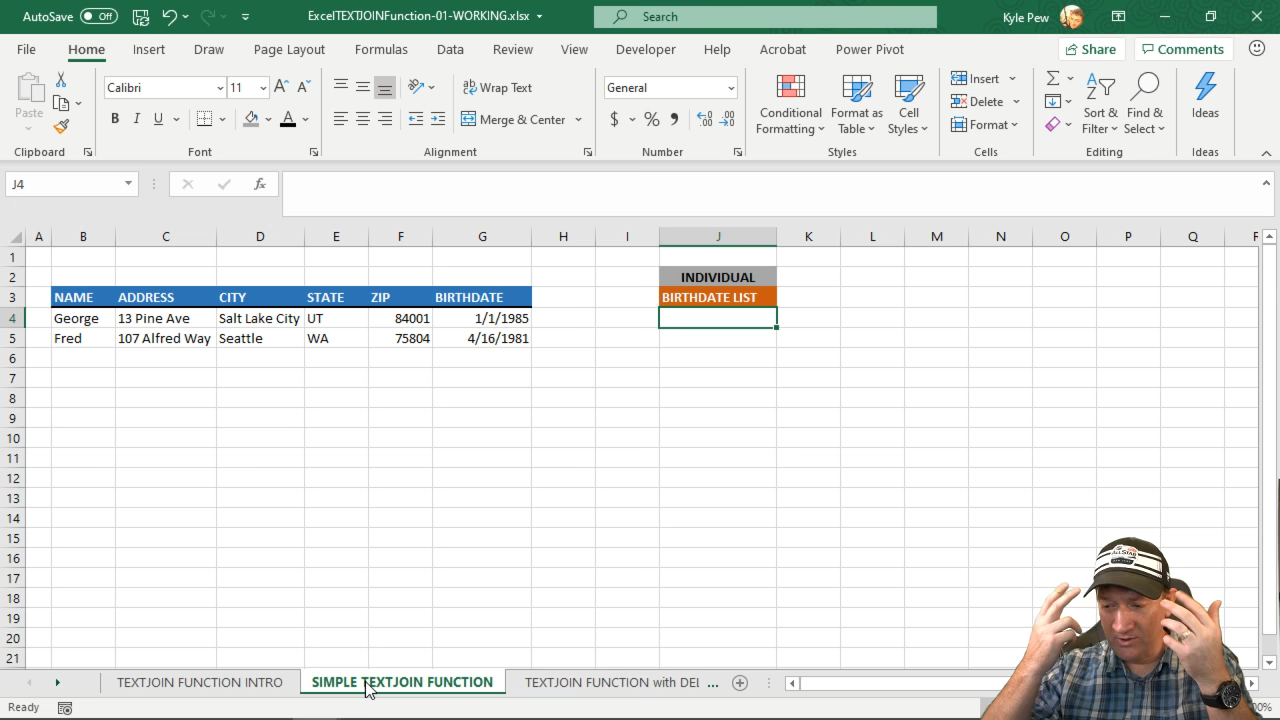 AutoSave Off ExcelTEXTJOINFunction-01-WORKING.xlsx Search Kyle Pew
File Home Insert Draw Page Layout Formulas Data Review View Developer Help Acrobat Power Pivot Share Comments
Paste Calibri 11 Wrap Text General Conditional Formatting Format as Table Cell Styles Insert Sort & Filter Find & Select Ideas
B I U A Merge & Center $ % Delete Format
Clipboard Font Alignment Number Styles Cells Editing Ideas
J4 fx
A B C D E F G H I J K L M N O P Q
1
2 INDIVIDUAL
3 NAME ADDRESS CITY STATE ZIP BIRTHDATE BIRTHDATE LIST
4 George 13 Pine Ave Salt Lake City UT 84001 1/1/1985
5 Fred 107 Alfred Way Seattle WA 75804 4/16/1981
6
7
8
9
10
11
12
13
14
15
16
17
18
19
20
21
TEXTJOIN FUNCTION INTRO SIMPLE TEXTJOIN FUNCTION TEXTJOIN FUNCTION with DEL ...
Ready